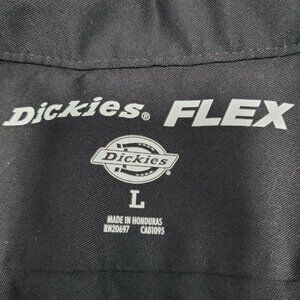 Dickies® FLEX
Dickies
®
L
MADE IN HONDURAS
RN20697 CA01095